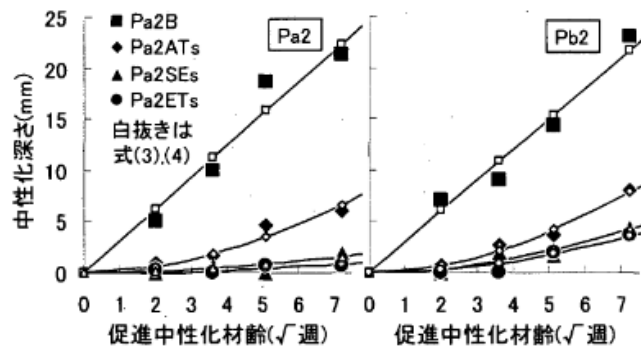 中性化深さ(mm)
25
20
15
10
5
0
■ Pa2B
◆ Pa2ATs
▲ Pa2SEs
● Pa2ETs
白抜きは
式(3),(4)
Pa2
Pb2
0 1 2 3 4 5 6 7
0 1 2 3 4 5 6 7
促進中性化材齢(√週)
促進中性化材齢(√週)